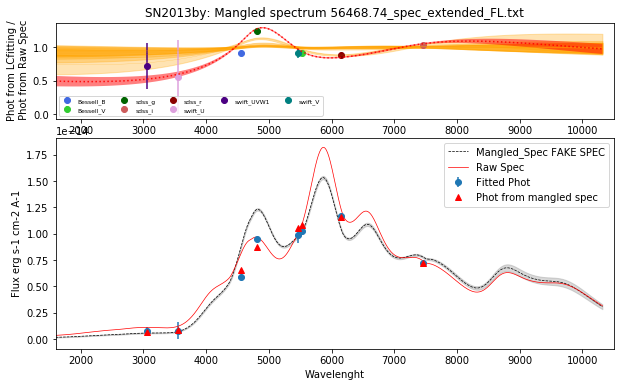 SN2013by: Mangled spectrum 56468.74_spec_extended_FL.txt
Phot from LCfitting /
Phot from Raw Spec
1.0
0.5
0.0
Bessell_B
Bessell_V
sdss_g
sdss_i
sdss_r
swift_U
swift_UVW1
swift_V
2000 3000 4000 5000 6000 7000 8000 9000 10000
1e−14
Flux erg s-1 cm-2 A-1
1.75
1.50
1.25
1.00
0.75
0.50
0.25
0.00
Mangled_Spec FAKE SPEC
Raw Spec
Fitted Phot
Phot from mangled spec
2000 3000 4000 5000 6000 7000 8000 9000 10000
Wavelenght